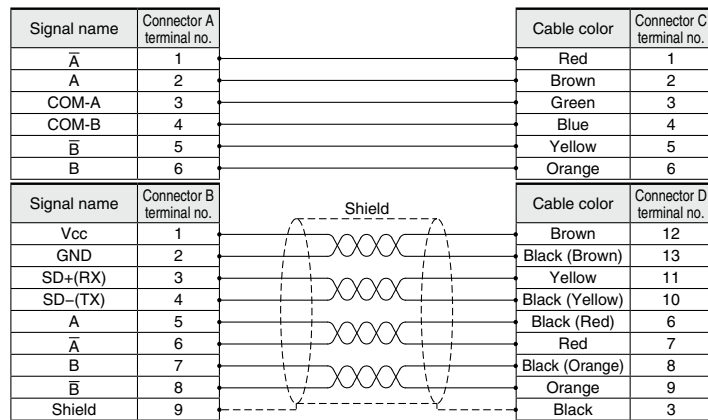 Signal name Connector A terminal no. Cable color Connector C terminal no.
A̅ 1 Red 1
A 2 Brown 2
COM-A 3 Green 3
COM-B 4 Blue 4
B̅ 5 Yellow 5
B 6 Orange 6
Signal name Connector B terminal no. Shield Cable color Connector D terminal no.
Vcc 1 Brown 12
GND 2 Black (Brown) 13
SD+(RX) 3 Yellow 11
SD−(TX) 4 Black (Yellow) 10
A 5 Black (Red) 6
A̅ 6 Red 7
B 7 Black (Orange) 8
B̅ 8 Orange 9
Shield 9 Black 3